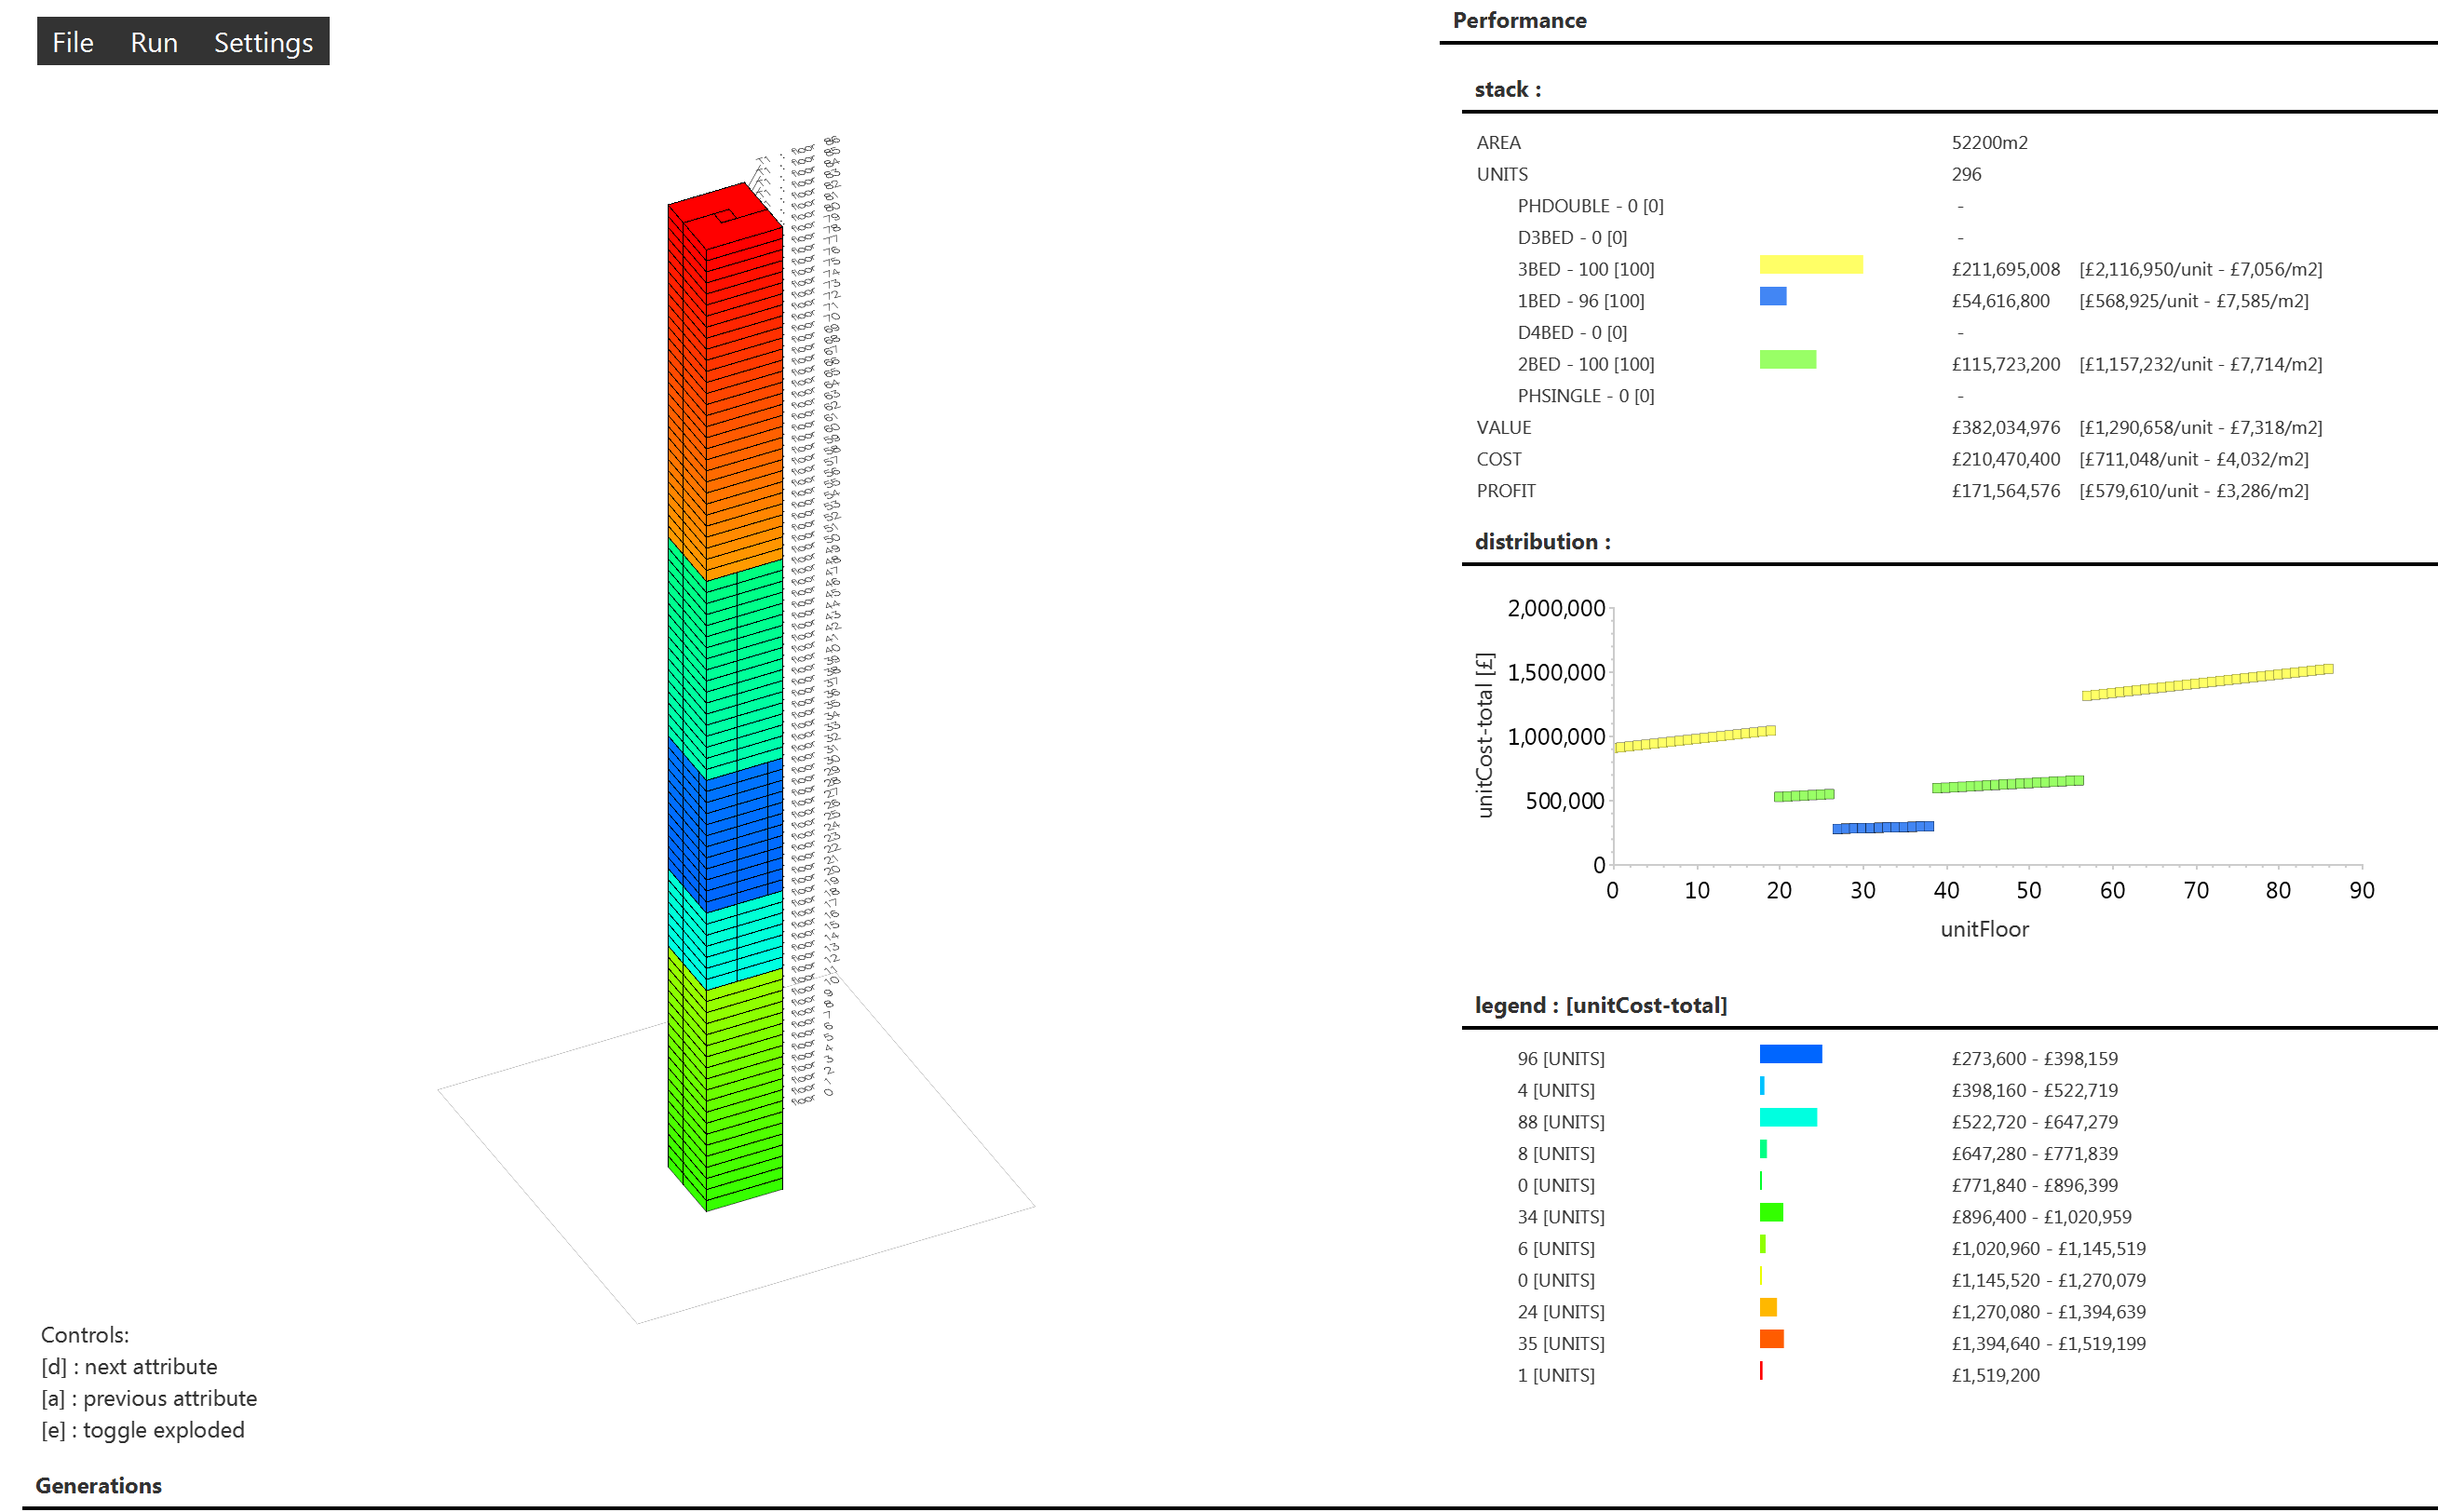 File Run Settings
Performance
stack :
AREA 52200m2
UNITS 296
PHDOUBLE - 0 [0] -
D3BED - 0 [0] -
3BED - 100 [100] £211,695,008 [£2,116,950/unit - £7,056/m2]
1BED - 96 [100] £54,616,800 [£568,925/unit - £7,585/m2]
D4BED - 0 [0] -
2BED - 100 [100] £115,723,200 [£1,157,232/unit - £7,714/m2]
PHSINGLE - 0 [0] -
VALUE £382,034,976 [£1,290,658/unit - £7,318/m2]
COST £210,470,400 [£711,048/unit - £4,032/m2]
PROFIT £171,564,576 [£579,610/unit - £3,286/m2]
distribution :
2,000,000
1,500,000
1,000,000
500,000
0
unitCost-total [£]
0 10 20 30 40 50 60 70 80 90
unitFloor
legend : [unitCost-total]
96 [UNITS] £273,600 - £398,159
4 [UNITS] £398,160 - £522,719
88 [UNITS] £522,720 - £647,279
8 [UNITS] £647,280 - £771,839
0 [UNITS] £771,840 - £896,399
34 [UNITS] £896,400 - £1,020,959
6 [UNITS] £1,020,960 - £1,145,519
0 [UNITS] £1,145,520 - £1,270,079
24 [UNITS] £1,270,080 - £1,394,639
35 [UNITS] £1,394,640 - £1,519,199
1 [UNITS] £1,519,200
Controls:
[d] : next attribute
[a] : previous attribute
[e] : toggle exploded
Generations